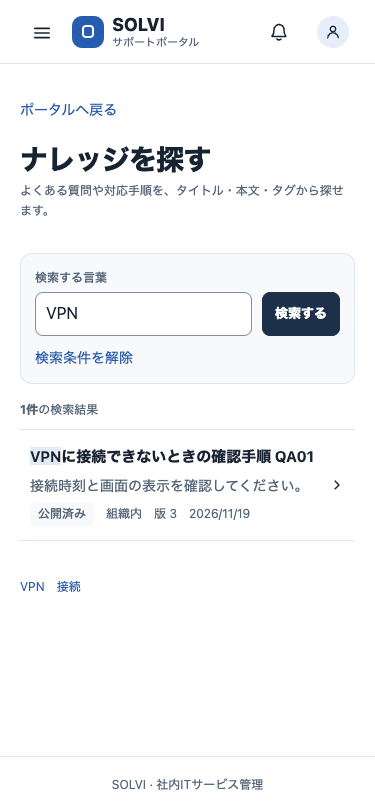 SOLVI
サポートポータル
ポータルへ戻る
ナレッジを探す
よくある質問や対応手順を、タイトル・本文・タグから探せ
ます。
検索する言葉
VPN
検索する
検索条件を解除
1件の検索結果
VPNに接続できないときの確認手順 QA01
接続時刻と画面の表示を確認してください。
公開済み 組織内 版 3 2026/11/19
VPN 接続
SOLVI · 社内ITサービス管理